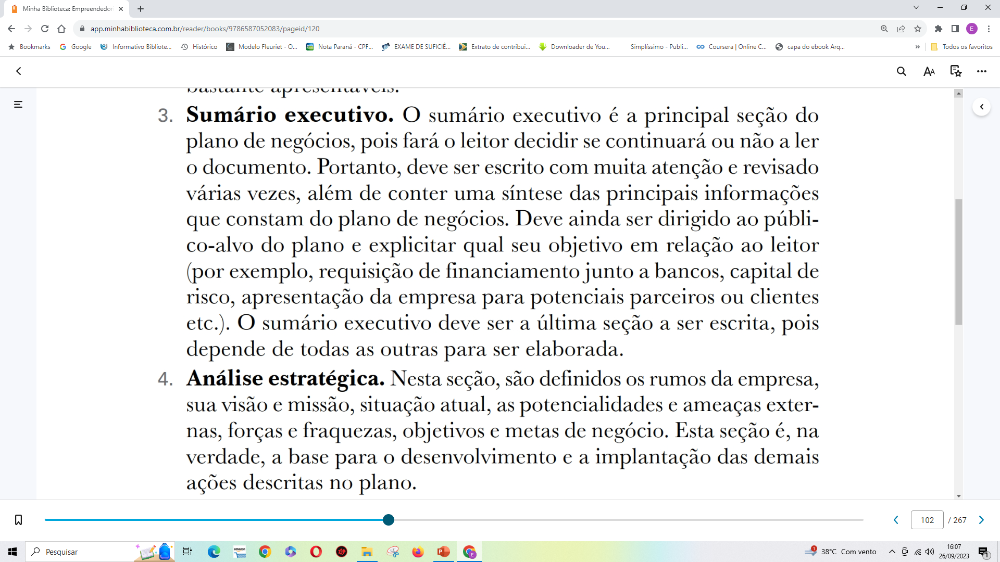 Minha Biblioteca: Empreendedor
app.minhabiblioteca.com.br/reader/books/9786587052083/pageid/120
E
Bookmarks
Google
Informativo Bibliote...
Histórico
Modelo Fleuriet - O...
Nota Paraná - CPF...
EXAME DE SUFICIÊ...
Extrato de contribui...
Downloader de You...
Simplíssimo - Publi...
Coursera | Online C...
capa do ebook Arq...
Todos os favoritos
bastante apresentáveis.
3. Sumário executivo. O sumário executivo é a principal seção do
plano de negócios, pois fará o leitor decidir se continuará ou não a ler
o documento. Portanto, deve ser escrito com muita atenção e revisado
várias vezes, além de conter uma síntese das principais informações
que constam do plano de negócios. Deve ainda ser dirigido ao públi-
co-alvo do plano e explicitar qual seu objetivo em relação ao leitor
(por exemplo, requisição de financiamento junto a bancos, capital de
risco, apresentação da empresa para potenciais parceiros ou clientes
etc.). O sumário executivo deve ser a última seção a ser escrita, pois
depende de todas as outras para ser elaborada.
4. Análise estratégica. Nesta seção, são definidos os rumos da empresa,
sua visão e missão, situação atual, as potencialidades e ameaças exter-
nas, forças e fraquezas, objetivos e metas de negócio. Esta seção é, na
verdade, a base para o desenvolvimento e a implantação das demais
ações descritas no plano.
102 / 267
Pesquisar
amazon
1
38°C Com vento
16:07
26/09/2023
1